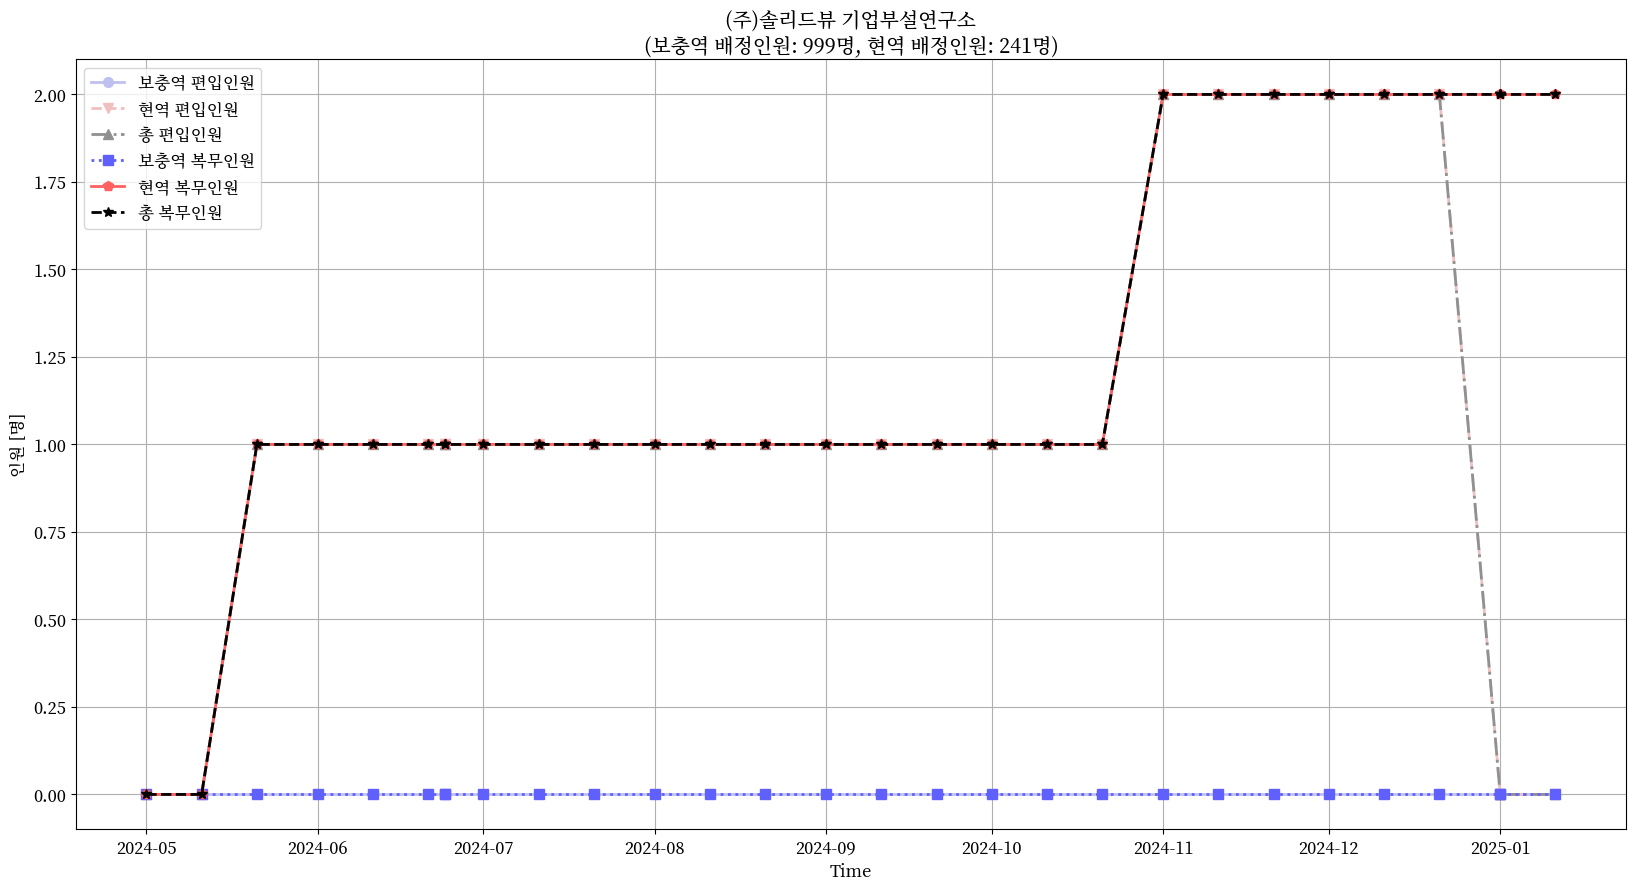 (주)솔리드뷰 기업부설연구소
(보충역 배정인원: 999명, 현역 배정인원: 241명)
보충역 편입인원
현역 편입인원
총 편입인원
보충역 복무인원
현역 복무인원
총 복무인원
2.00
1.75
1.50
1.25
1.00
0.75
0.50
0.25
0.00
인원 [명]
2024-05 2024-06 2024-07 2024-08 2024-09 2024-10 2024-11 2024-12 2025-01
Time